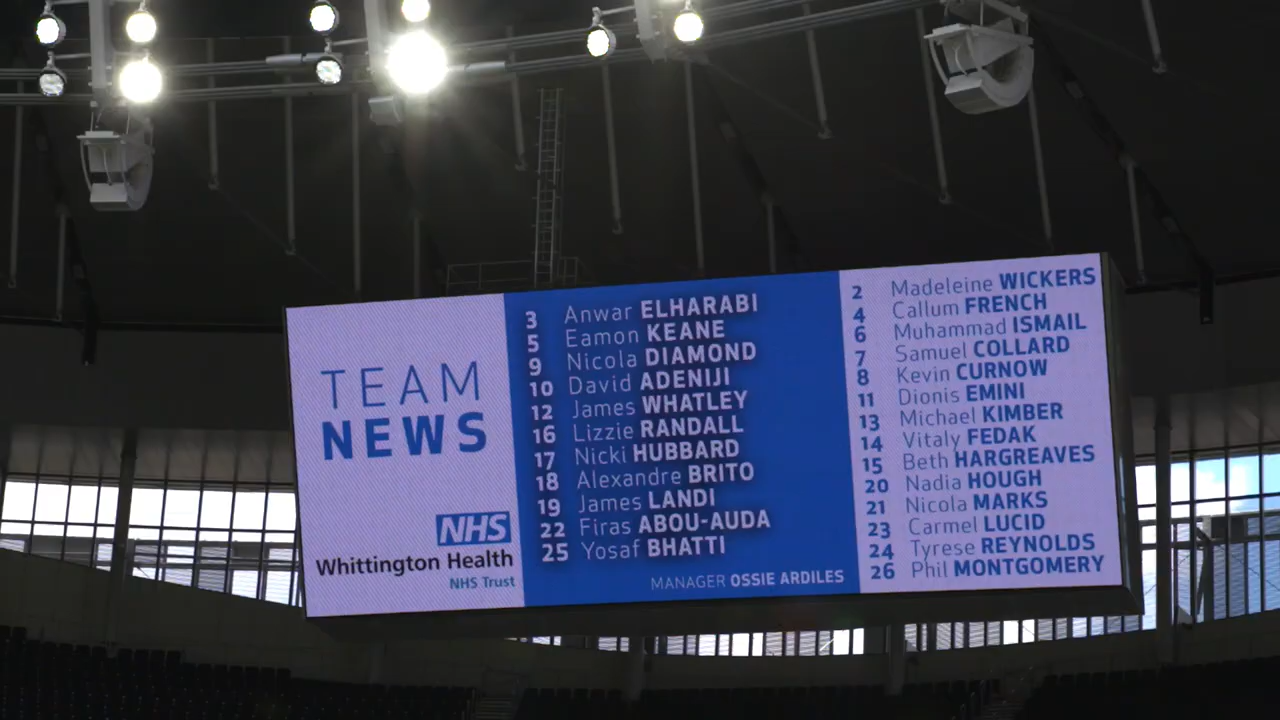 TEAM
NEWS
NHS
Whittington Health
NHS Trust
3 Anwar ELHARABI
5 Eamon KEANE
9 Nicola DIAMOND
10 David ADENIJI
12 James WHATLEY
16 Lizzie RANDALL
17 Nicki HUBBARD
18 Alexandre BRITO
19 James LANDI
22 Firas ABOU-AUDA
25 Yosaf BHATTI
MANAGER OSSIE ARDILES
2 Madeleine WICKERS
4 Callum FRENCH
6 Muhammad ISMAIL
7 Samuel COLLARD
8 Kevin CURNOW
11 Dionis EMINI
13 Michael KIMBER
14 Vitaly FEDAK
15 Beth HARGREAVES
20 Nadia HOUGH
21 Nicola MARKS
23 Carmel LUCID
24 Tyrese REYNOLDS
26 Phil MONTGOMERY